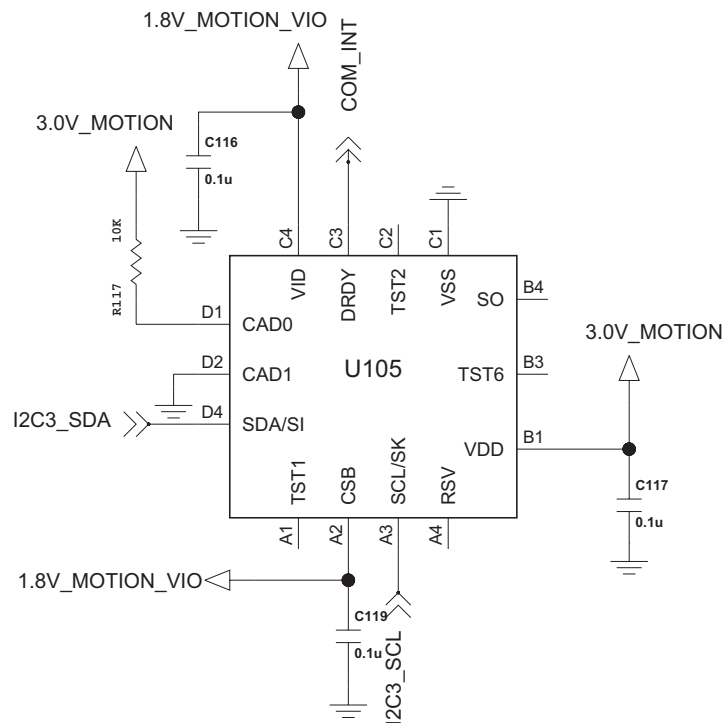 1.8V_MOTION_VIO
COM_INT
3.0V_MOTION
C116
0.1u
10K
R117
C4
C3
C2
C1
VID
DRDY
TST2
VSS
SO
B4
D1
CAD0
3.0V_MOTION
D2
CAD1
U105
TST6
B3
I2C3_SDA
D4
SDA/SI
VDD
B1
TST1
CSB
SCL/SK
RSV
C117
0.1u
A1
A2
A3
A4
1.8V_MOTION_VIO
C119
0.1u
I2C3_SCL